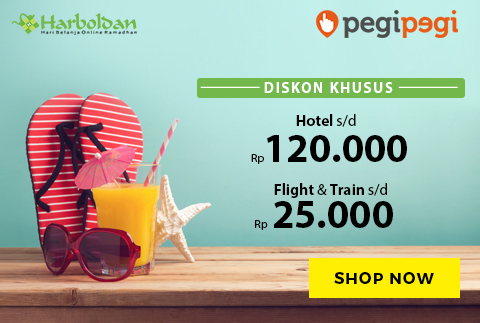 Harboldan
Hari Belanja Online Ramadhan
pegipegi
DISKON KHUSUS
Hotel s/d
Rp 120.000
Flight & Train s/d
Rp 25.000
SHOP NOW